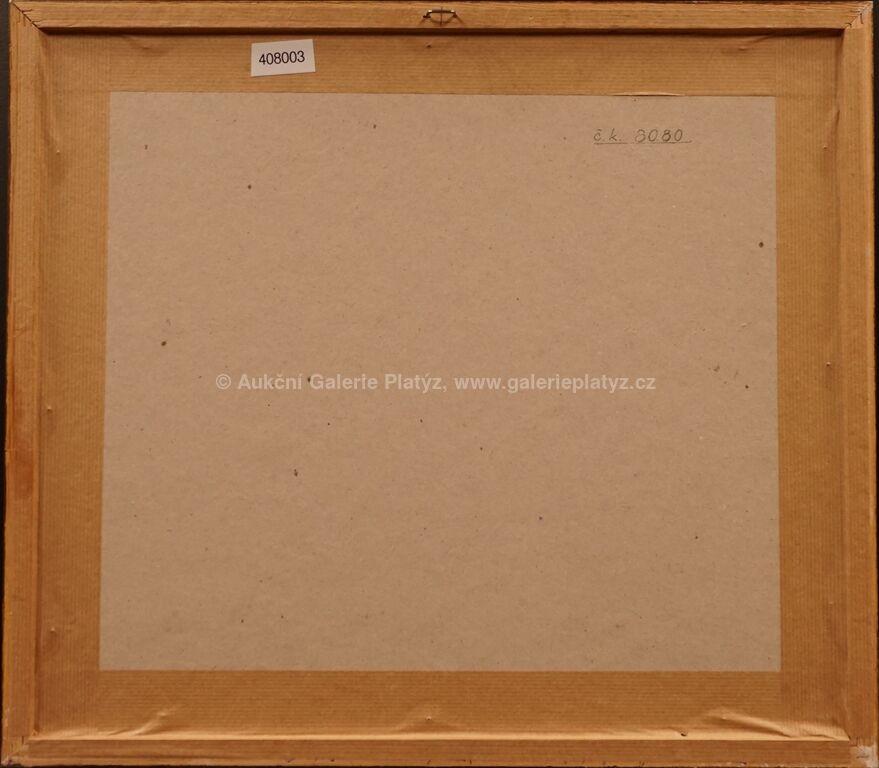 408003
č.k. 8080
© Aukční Galerie Platýz, www.galerieplatyz.cz